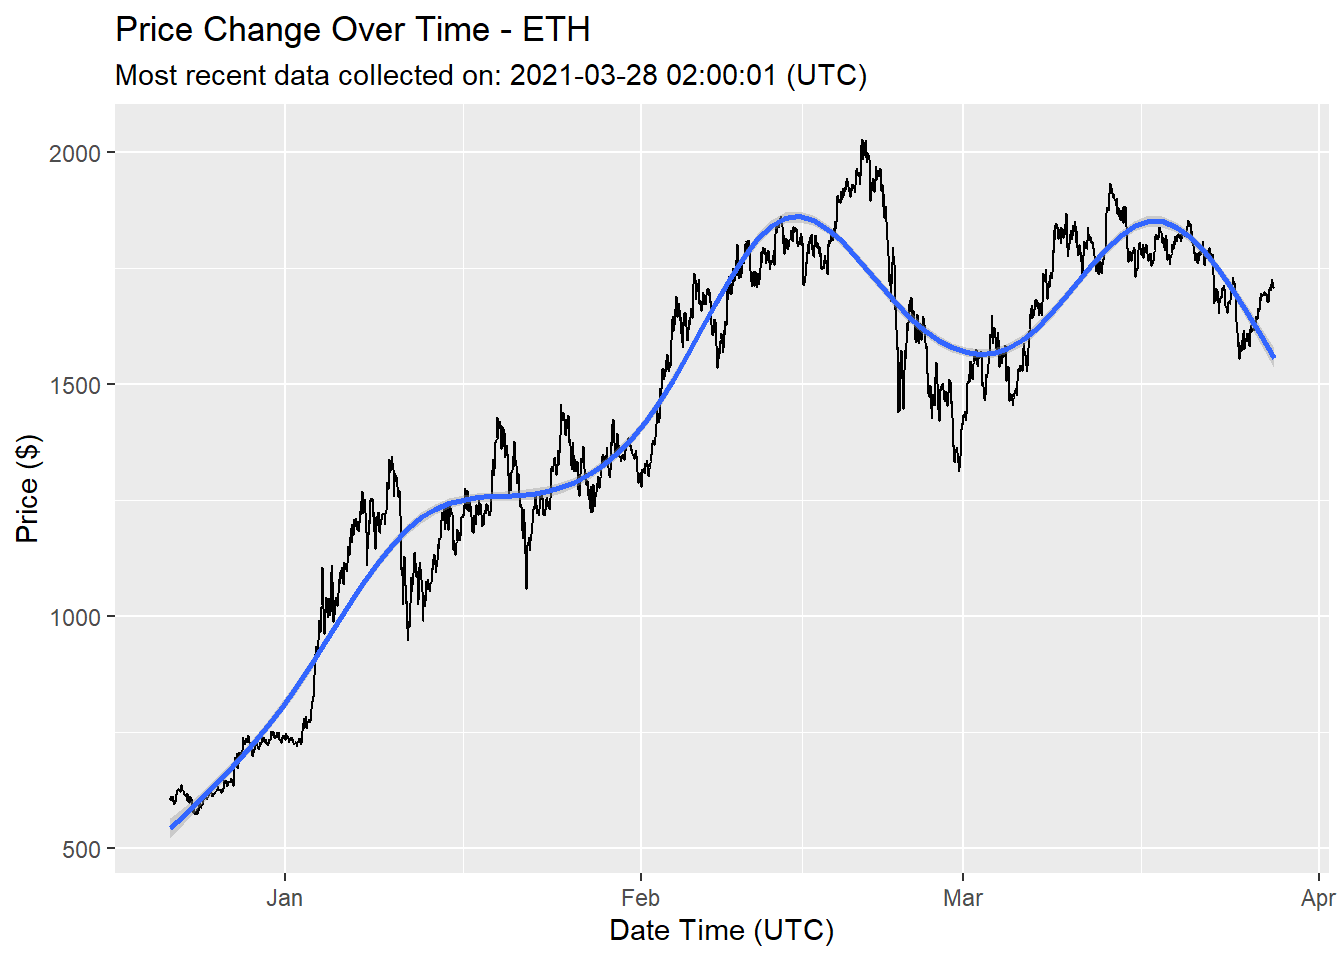 Price Change Over Time - ETH
Most recent data collected on: 2021-03-28 02:00:01 (UTC)
2000
1500
1000
500
Price ($)
Jan
Feb
Mar
Apr
Date Time (UTC)